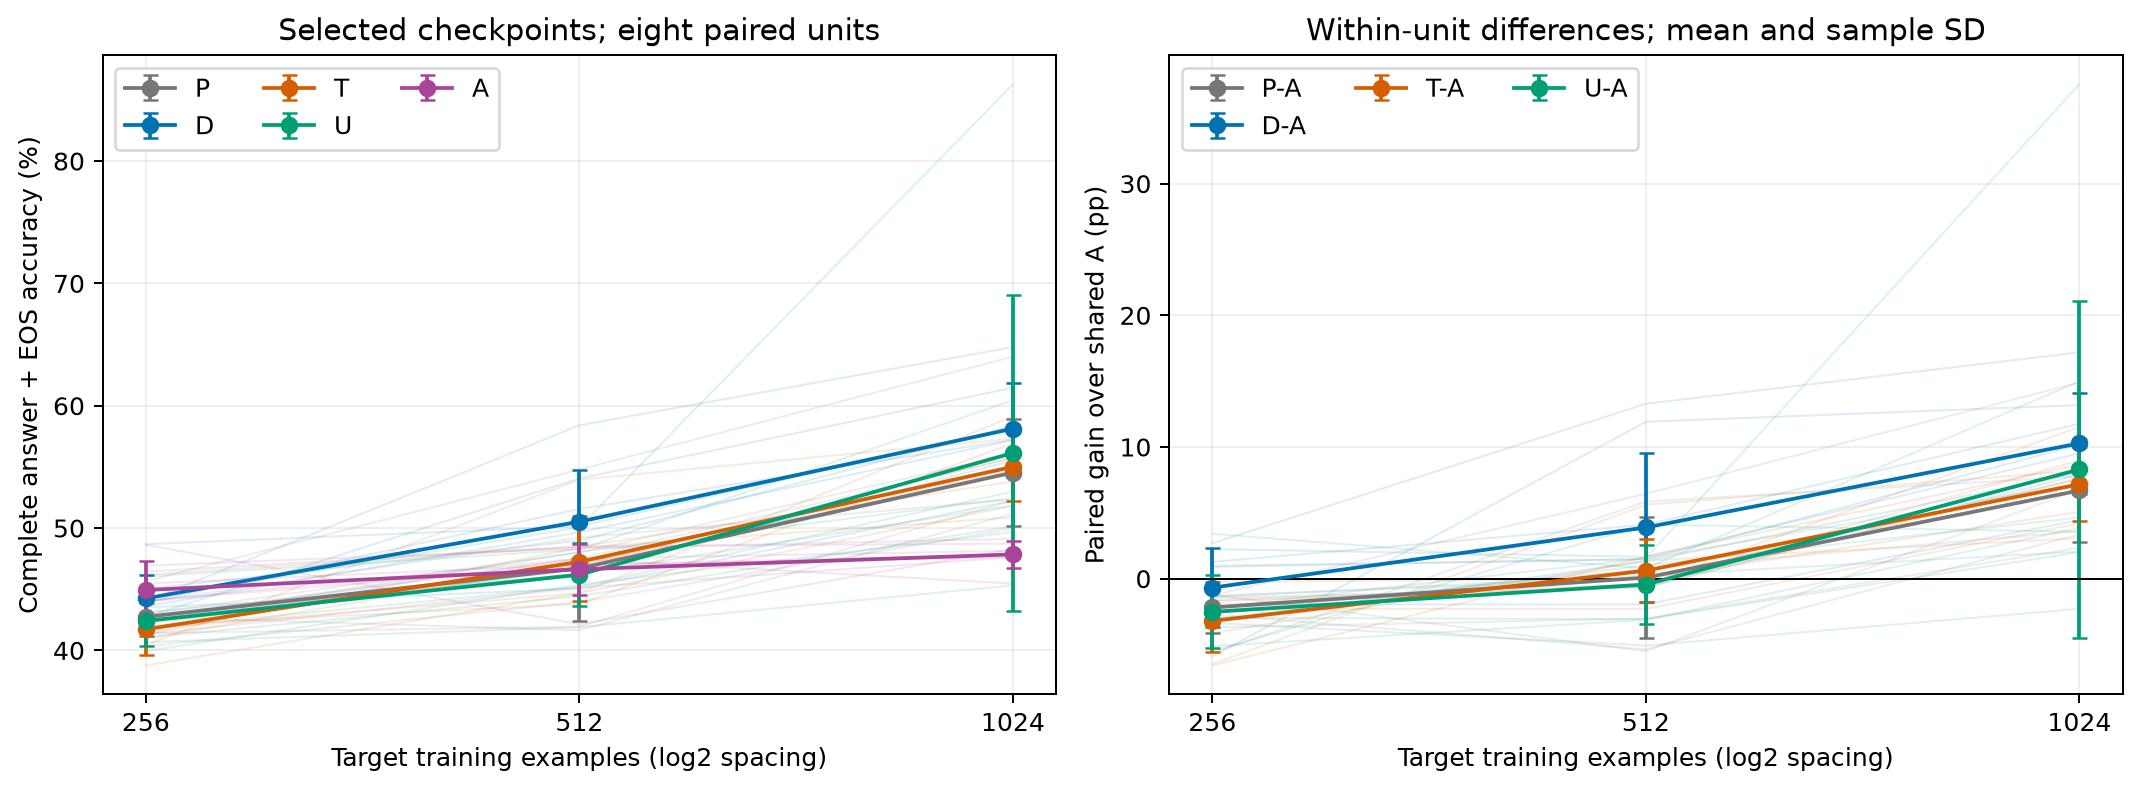 Selected checkpoints; eight paired units
P
D
T
U
A
Complete answer + EOS accuracy (%)
80
70
60
50
40
256
512
1024
Target training examples (log2 spacing)
Within-unit differences; mean and sample SD
P-A
D-A
T-A
U-A
Paired gain over shared A (pp)
30
20
10
0
256
512
1024
Target training examples (log2 spacing)